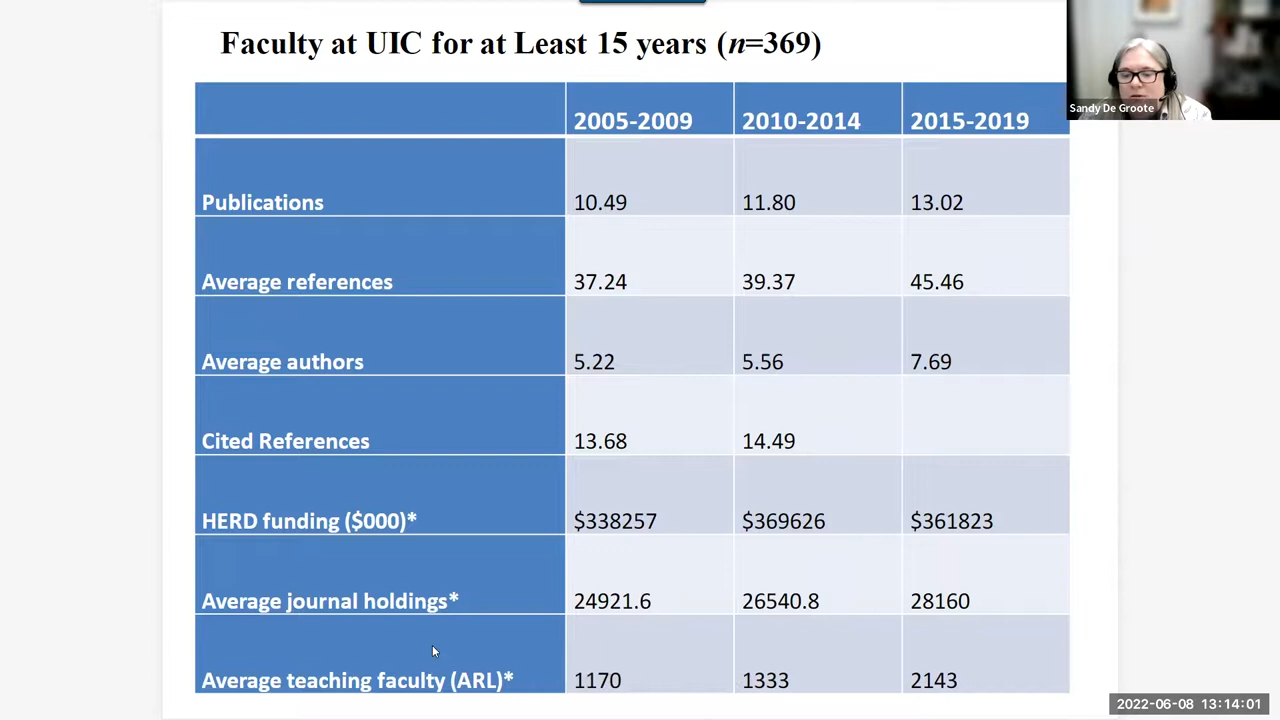 Faculty at UIC for at Least 15 years (n=369)
Sandy De Groote
2005-2009 2010-2014 2015-2019
Publications 10.49 11.80 13.02
Average references 37.24 39.37 45.46
Average authors 5.22 5.56 7.69
Cited References 13.68 14.49
HERD funding ($000)* $338257 $369626 $361823
Average journal holdings* 24921.6 26540.8 28160
Average teaching faculty (ARL)* 1170 1333 2143
2022-06-08 13:14:01